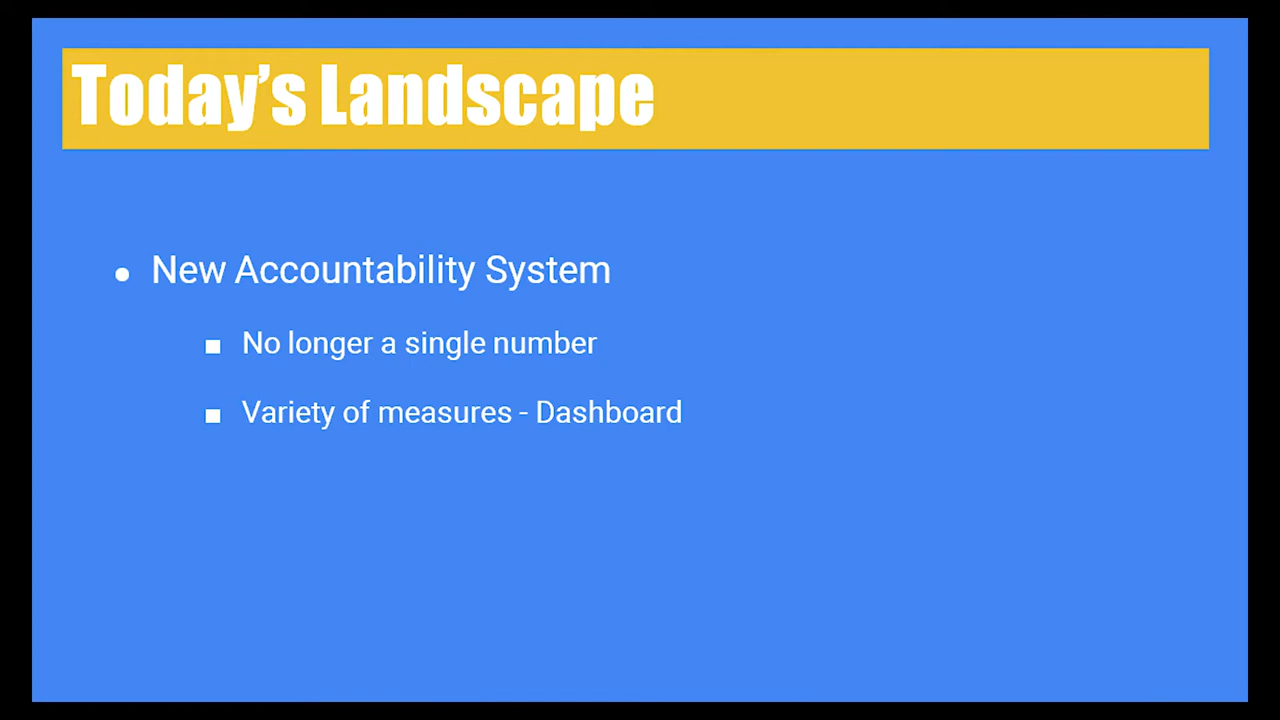 Today’s Landscape
● New Accountability System
■ No longer a single number
■ Variety of measures - Dashboard